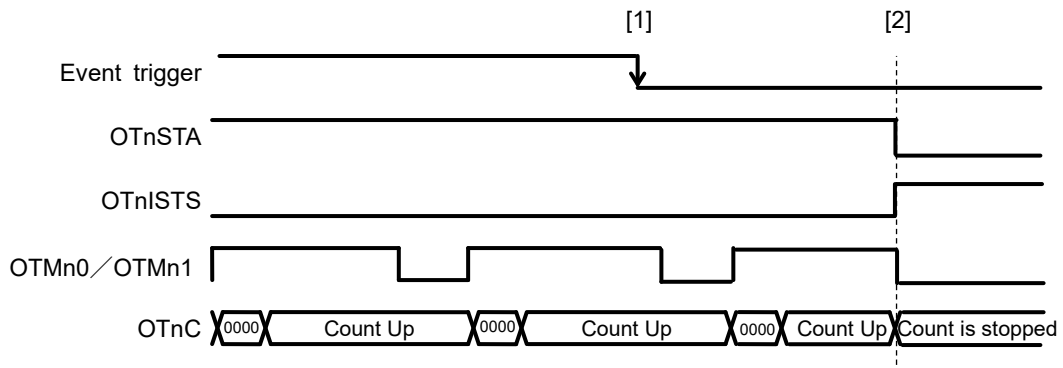 [1] [2]
Event trigger
OTnSTA
OTnISTS
OTMn0／OTMn1
OTnC 0000 Count Up 0000 Count Up 0000 Count Up Count is stopped